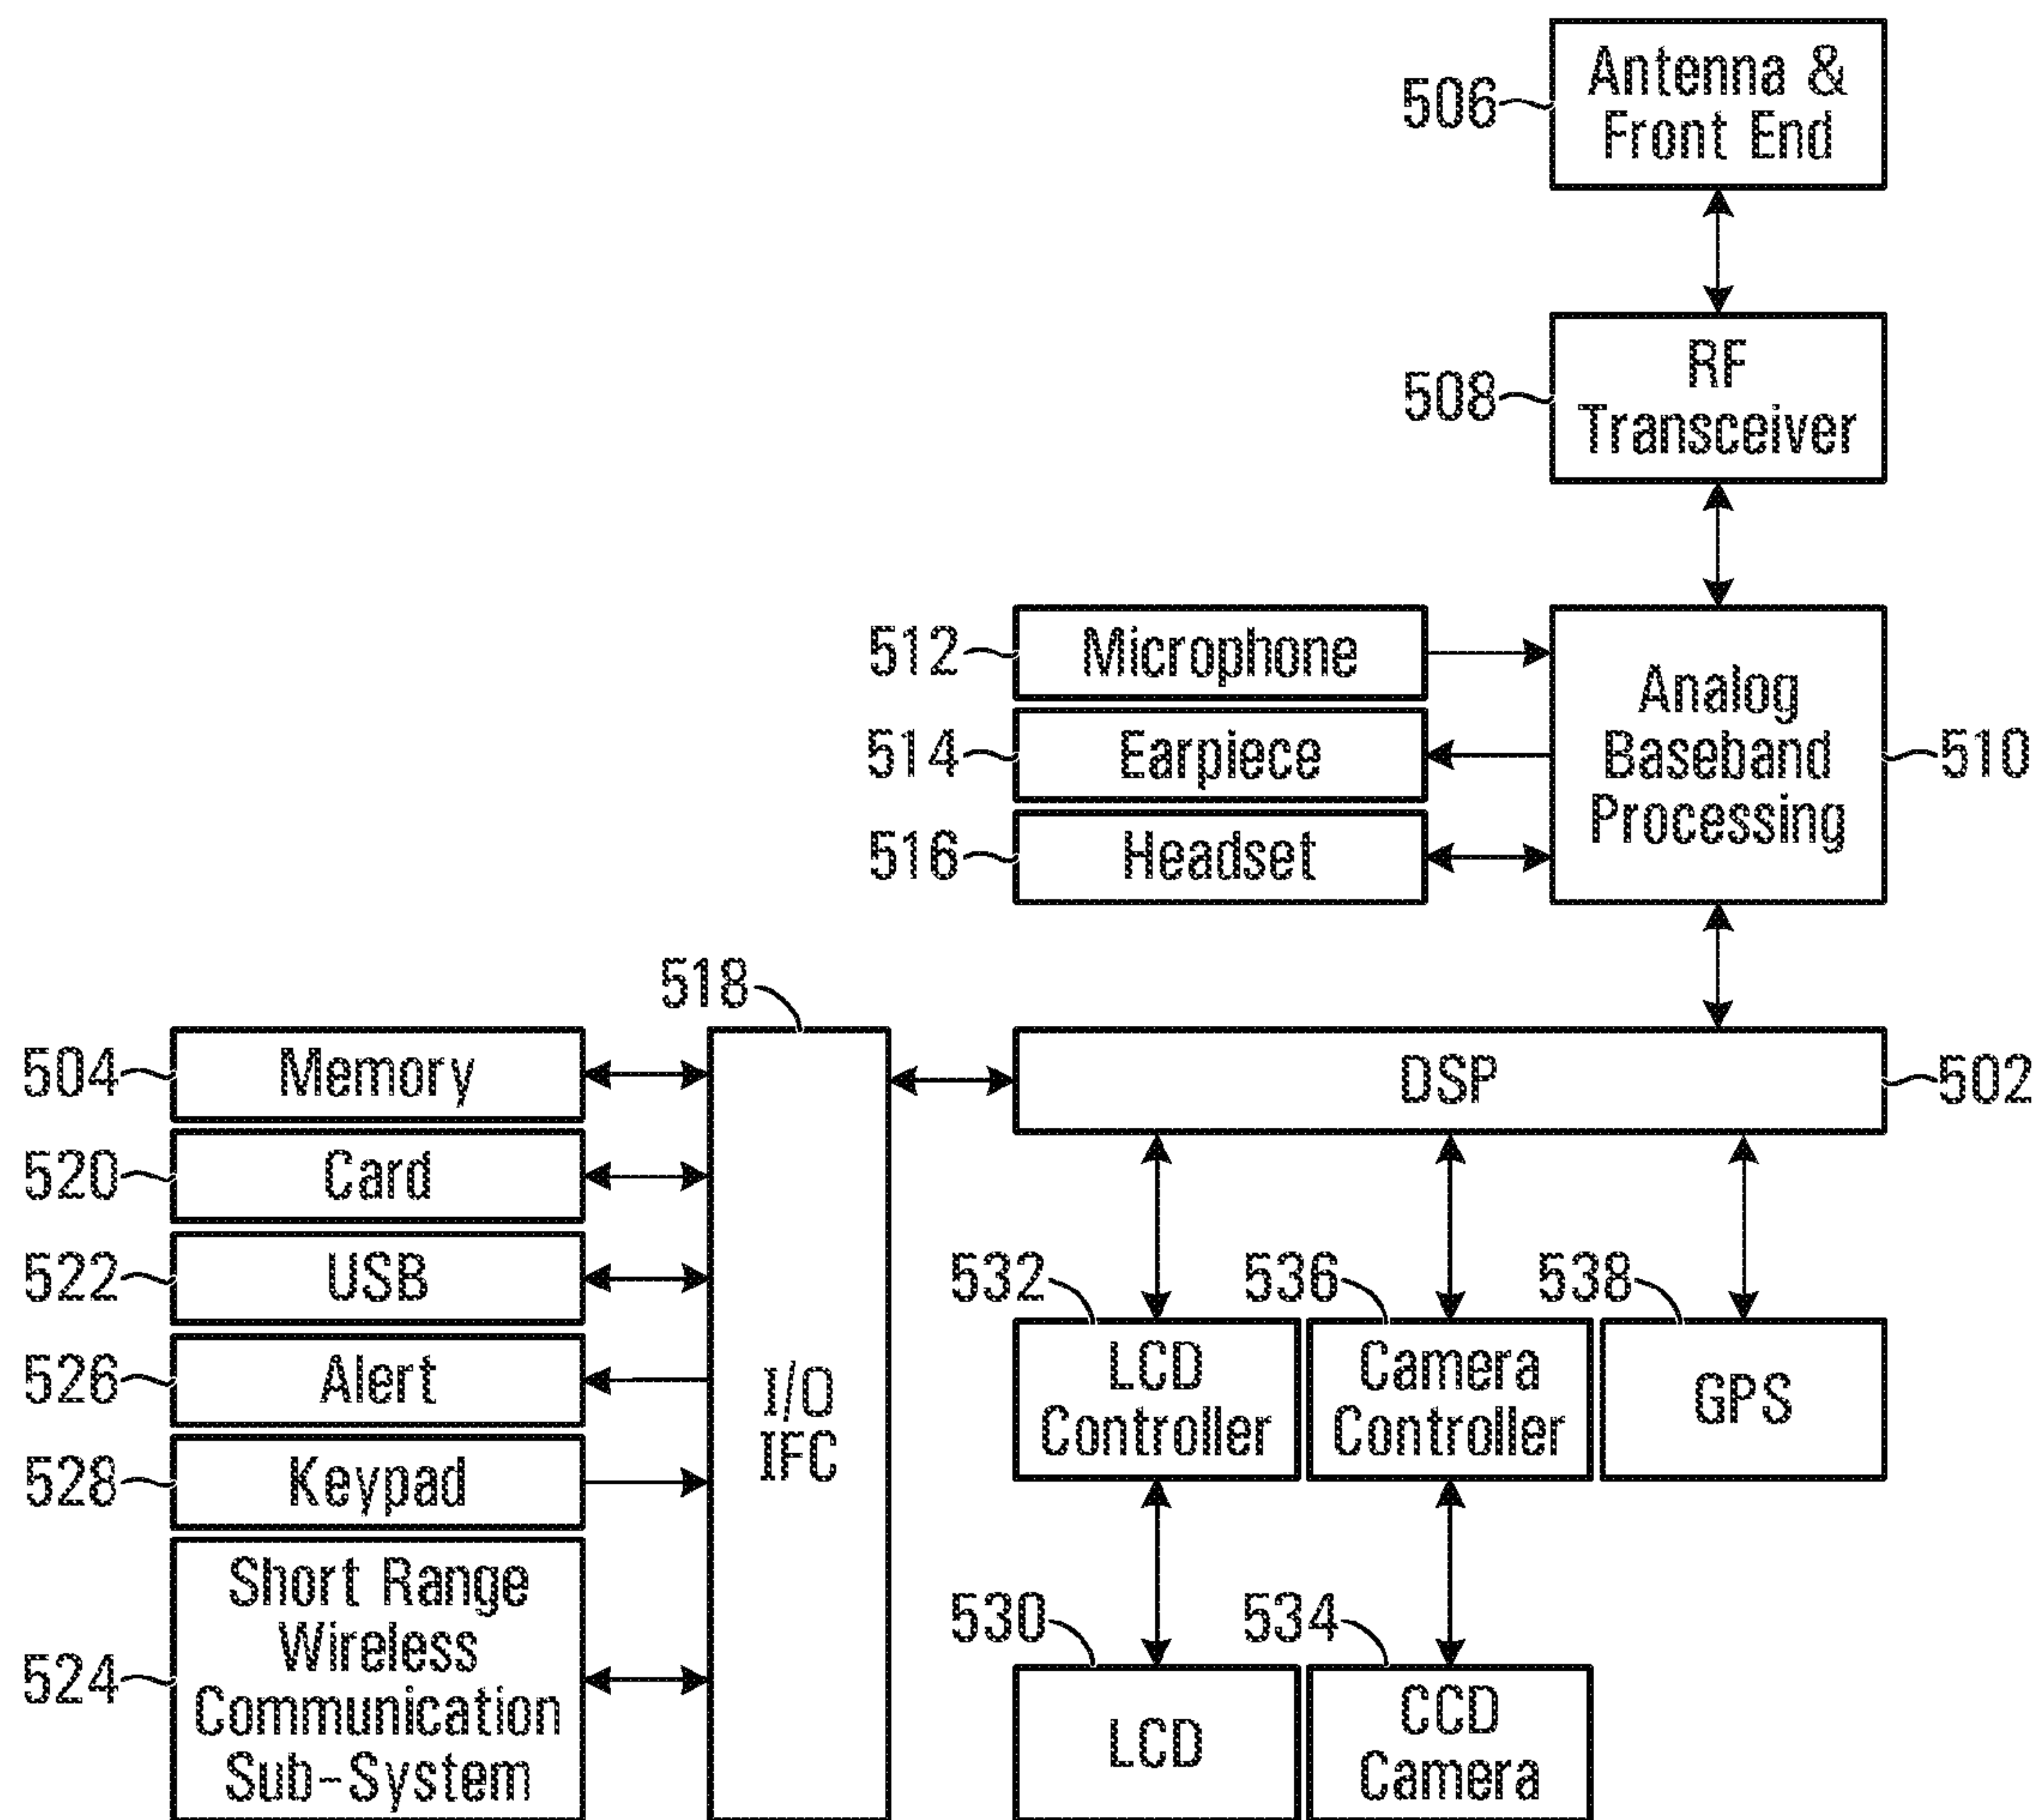 506
Antenna &
Front End
508
RF
Transceiver
512
Microphone
514
Earpiece
516
Headset
Analog
Baseband
Processing
510
518
504
Memory
520
Card
522
USB
526
Alert
528
Keypad
524
Short Range
Wireless
Communication
Sub-System
I/O
IFC
DSP
502
532
LCD
Controller
536
Camera
Controller
538
GPS
530
LCD
534
CCD
Camera